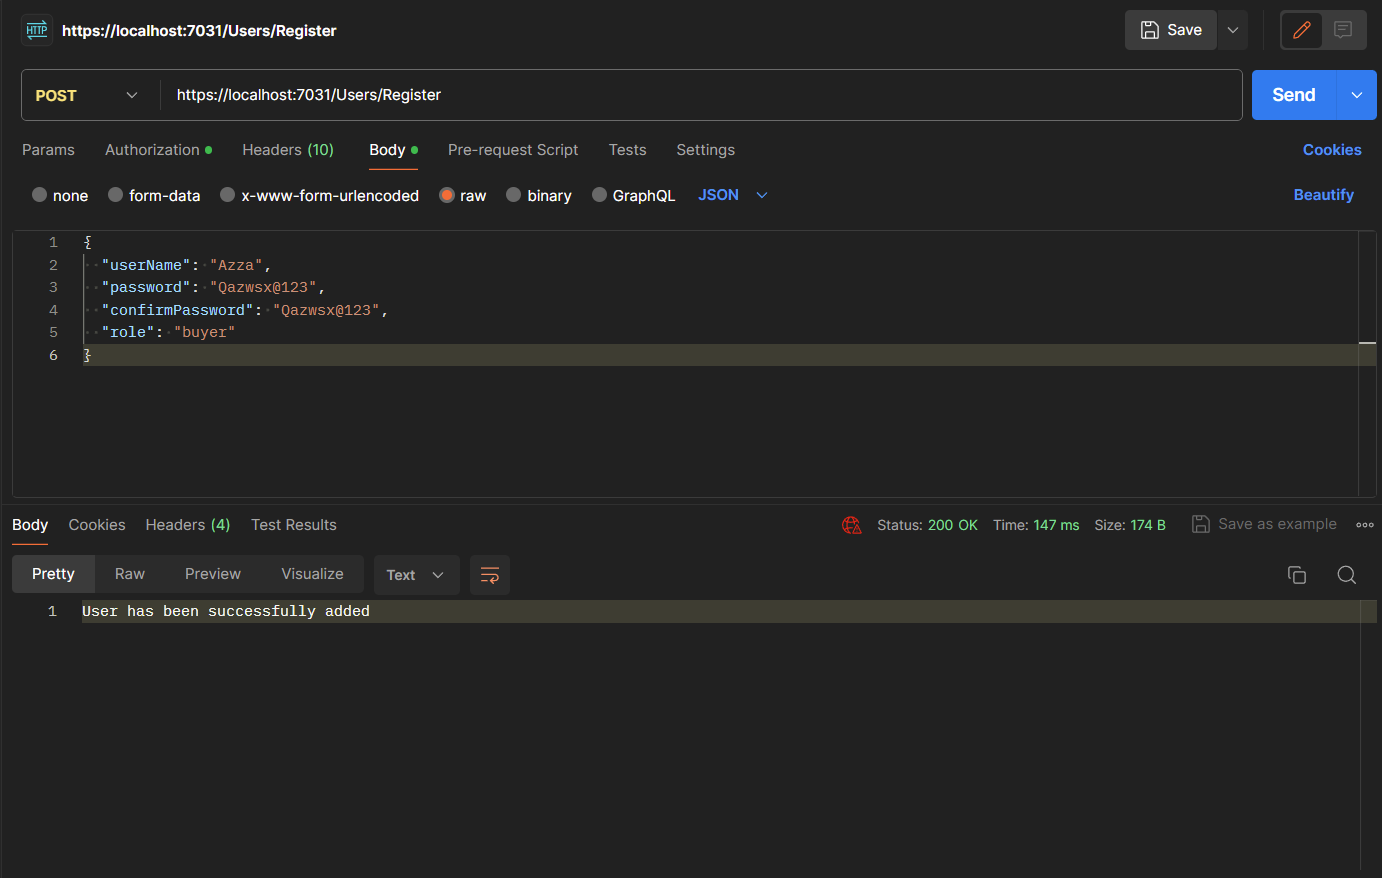 HTTP https://localhost:7031/Users/Register Save
POST https://localhost:7031/Users/Register Send
Params Authorization Headers (10) Body Pre-request Script Tests Settings Cookies
none form-data x-www-form-urlencoded raw binary GraphQL JSON Beautify
1 {
2 "userName": "Azza",
3 "password": "Qazwsx@123",
4 "confirmPassword": "Qazwsx@123",
5 "role": "buyer"
6 }
Body Cookies Headers (4) Test Results Status: 200 OK Time: 147 ms Size: 174 B Save as example
Pretty Raw Preview Visualize Text
1 User has been successfully added